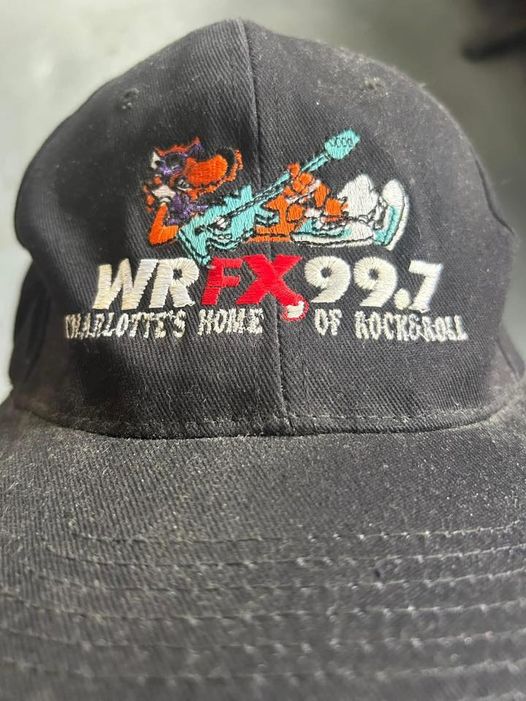 WRFX 99.7
CHARLOTTE'S HOME OF ROCK&ROLL